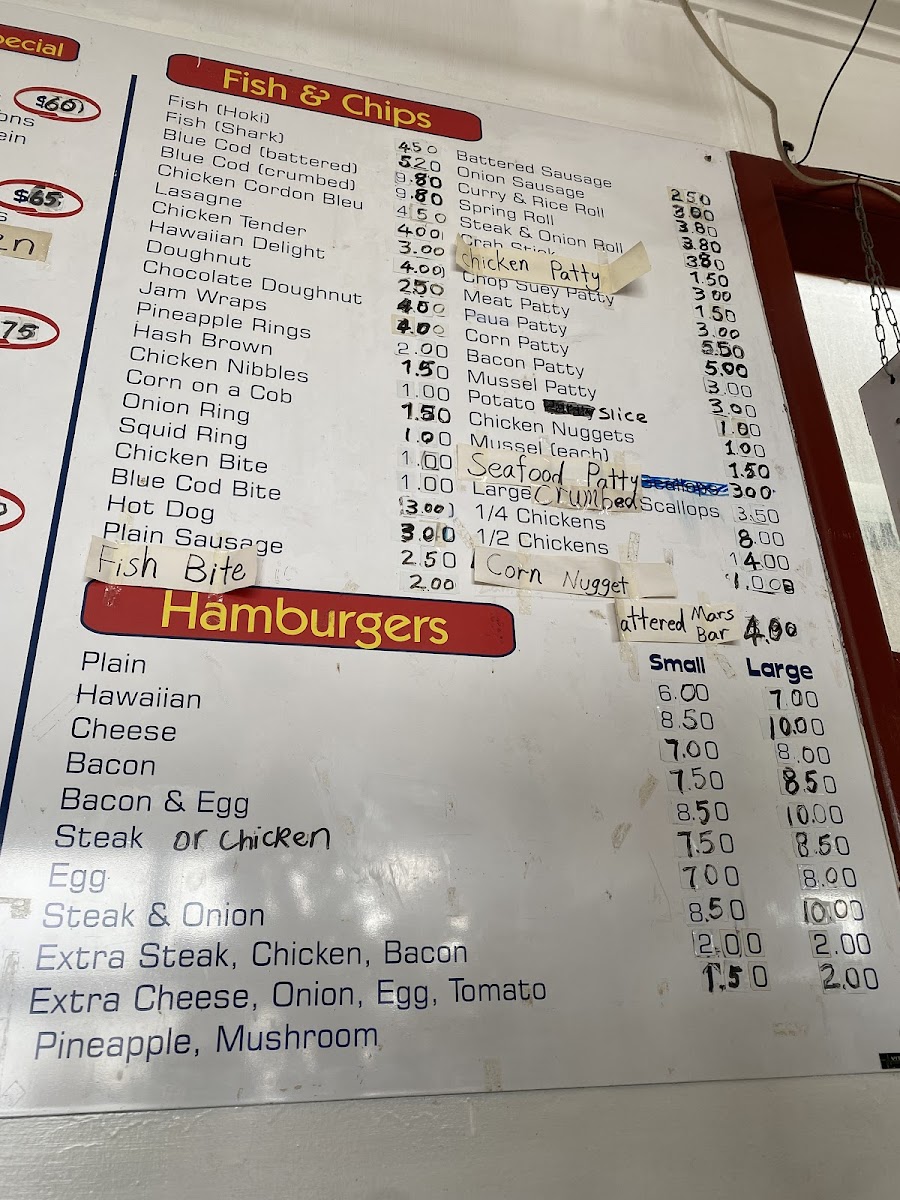 pecial
$60
ons
ein
$65
s
en
75
Fish & Chips
Fish (Hoki) 4.50
Fish (Shark) 5.20
Blue Cod (battered) 9.80
Blue Cod (crumbed) 9.80
Chicken Cordon Bleu 4.50
Lasagne 4.00
Chicken Tender 3.00
Hawaiian Delight 4.00
Doughnut 2.50
Chocolate Doughnut
Jam Wraps 4.00
Pineapple Rings 2.00
Hash Brown 1.50
Chicken Nibbles 1.00
Corn on a Cob 1.50
Onion Ring 1.00
Squid Ring 1.00
Chicken Bite 1.00
Blue Cod Bite 3.00
Hot Dog 3.00
Plain Sausage 2.50
Fish Bite 2.00
Battered Sausage 2.50
Onion Sausage 3.00
Curry & Rice Roll 3.80
Spring Roll 3.80
Steak & Onion Roll 3.80
Crab Stick 1.50
Chicken Patty 3.00
Chop Suey Patty 1.50
Meat Patty 3.00
Paua Patty 5.50
Corn Patty 5.00
Bacon Patty 3.00
Mussel Patty 3.00
Potato slice 1.00
Chicken Nuggets 1.00
Mussel (each) 1.50
Seafood Patty 300
Large Crumbed Scallops 3.50
1/4 Chickens 8.00
1/2 Chickens 14.00
Corn Nugget 1.00
attered Mars Bar 4.00
Hamburgers
Small Large
Plain 6.00 7.00
Hawaiian 8.50 10.00
Cheese 7.00 8.00
Bacon 7.50 8.50
Bacon & Egg 8.50 10.00
Steak or Chicken 7.50 8.50
Egg 7.00 8.00
Steak & Onion 8.50 10.00
Extra Steak, Chicken, Bacon 2.00 2.00
Extra Cheese, Onion, Egg, Tomato 1.50 2.00
Pineapple, Mushroom